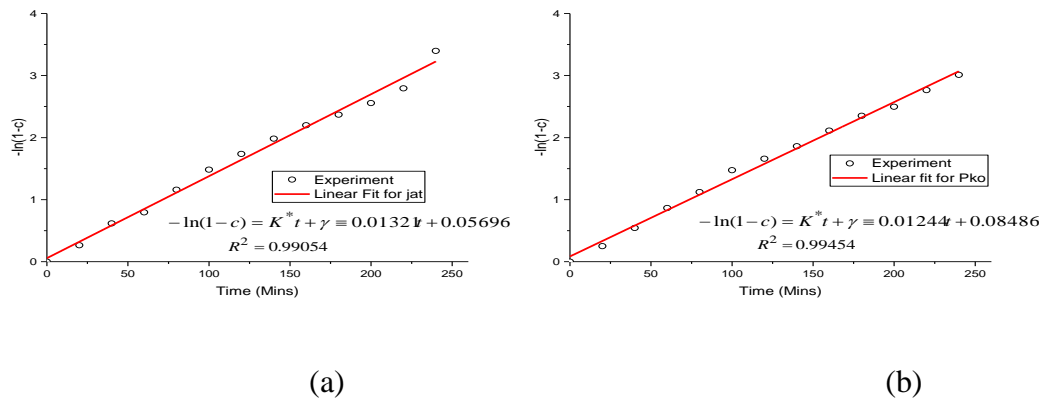 4
3
2
1
0
-ln(1-c)
Experiment
Linear Fit for jat
−ln(1−c) = K*t + γ ≡ 0.01321t + 0.05696
R² = 0.99054
0 50 100 150 200 250
Time (Mins)
(a)
4
3
2
1
0
-ln(1-c)
Experiment
Linear fit for Pko
−ln(1−c) = K*t + γ ≡ 0.01244t + 0.08486
R² = 0.99454
0 50 100 150 200 250
Time (Mins)
(b)